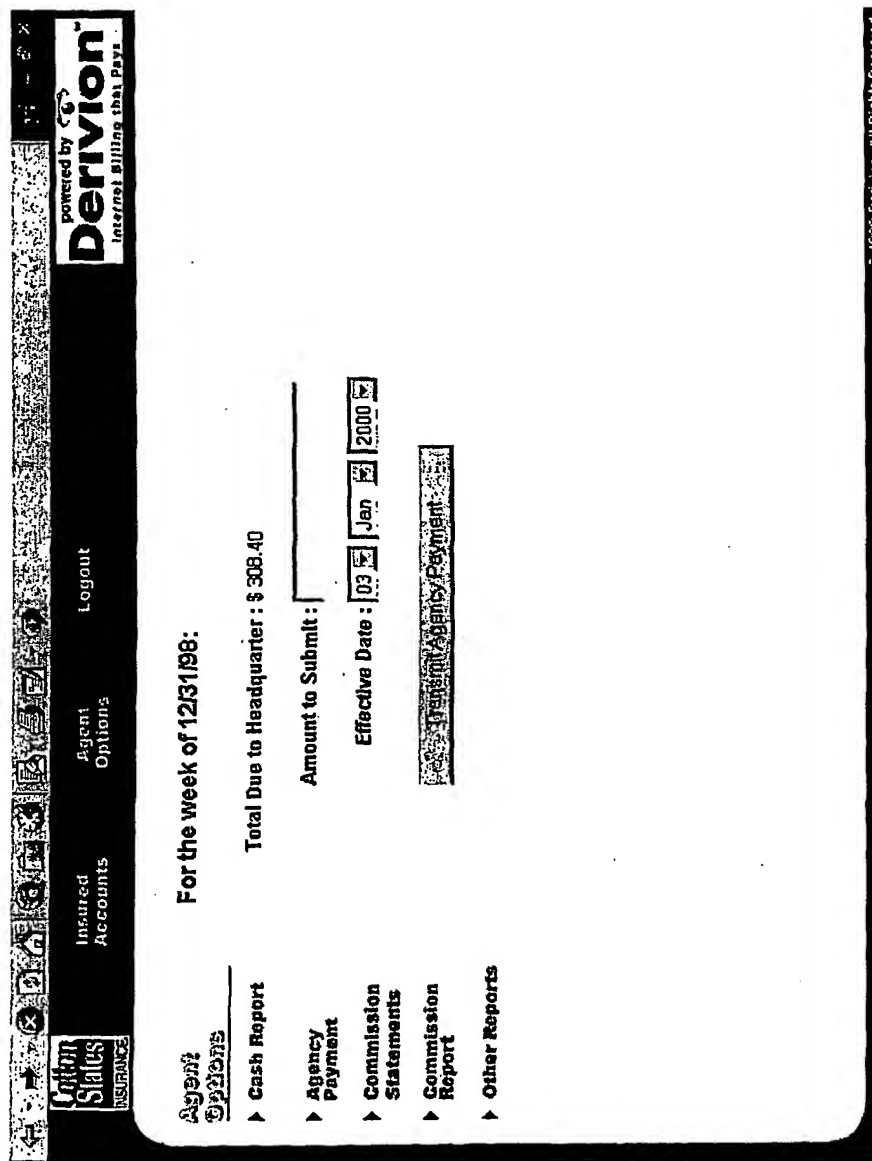 Cotton
States
INSURANCE
Insured
Accounts
Agent
Options
Logout
powered by
Derivion
Internet Billing that Pays
Agent
Options
Cash Report
Agency
Payment
Commission
Statements
Commission
Report
Other Reports
For the week of 12/31/98:
Total Due to Headquarter : $ 308.40
Amount to Submit :
Effective Date : 03 Jan 2000
Transmit Agency Payment